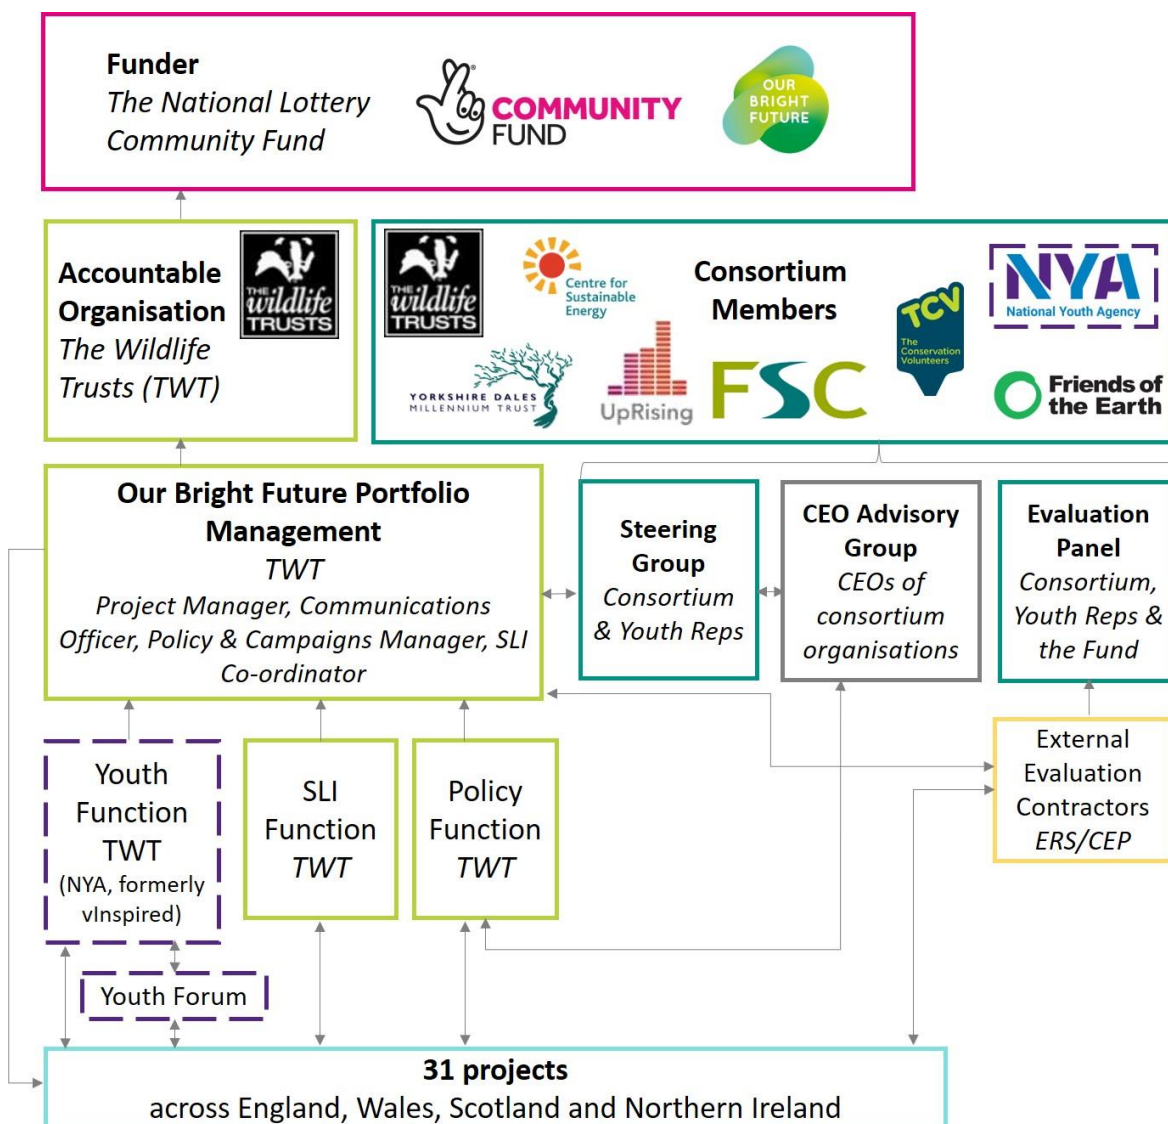 Funder
The National Lottery
Community Fund
COMMUNITY
FUND
OUR
BRIGHT
FUTURE
Accountable
Organisation
The Wildlife
Trusts (TWT)
THE
wildlife
TRUSTS
THE
wildlife
TRUSTS
Centre for
Sustainable
Energy
Consortium
Members
TCV
The
Conservation
Volunteers
NYA
National Youth Agency
YORKSHIRE DALES
MILLENNIUM TRUST
UpRising
FSC
Friends of
the Earth
Our Bright Future Portfolio
Management
TWT
Project Manager, Communications
Officer, Policy & Campaigns Manager, SLI
Co-ordinator
Steering
Group
Consortium
& Youth Reps
CEO Advisory
Group
CEOs of
consortium
organisations
Evaluation
Panel
Consortium,
Youth Reps &
the Fund
Youth
Function
TWT
(NYA, formerly
vInspired)
SLI
Function
TWT
Policy
Function
TWT
External
Evaluation
Contractors
ERS/CEP
Youth Forum
31 projects
across England, Wales, Scotland and Northern Ireland